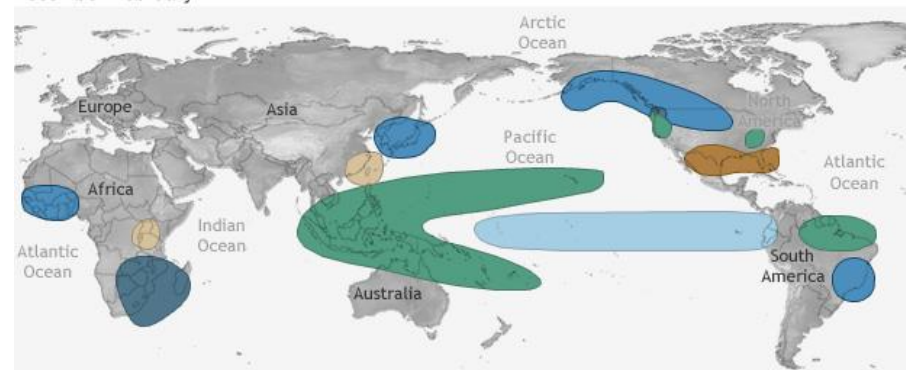 Arctic
Ocean
Europe
Asia
North
America
Pacific
Ocean
Atlantic
Ocean
Africa
Indian
Ocean
Atlantic
Ocean
South
America
Australia